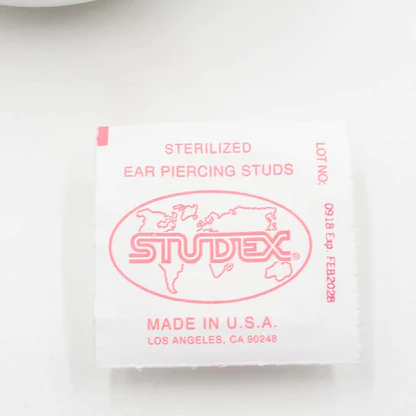 STERILIZED
EAR PIERCING STUDS
STUDEX®
MADE IN U.S.A.
LOS ANGELES, CA 90248
LOT NO: 0918 Exp. FEB2028